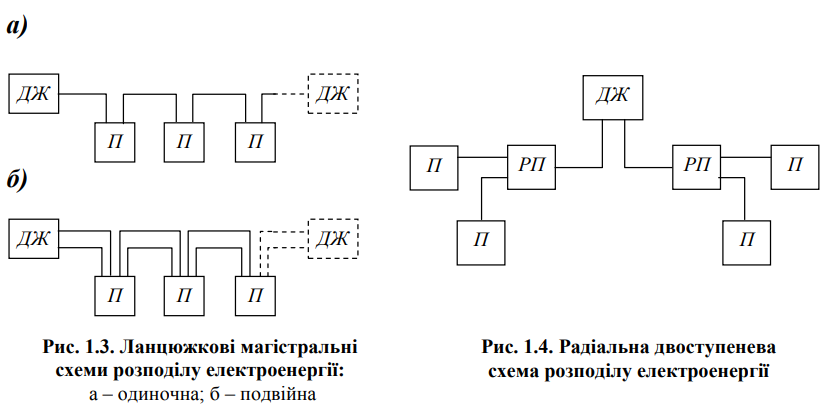 а)
ДЖ
ДЖ
П
П
П
б)
ДЖ
ДЖ
П
П
П
Рис. 1.3. Ланцюжкові магістральні
схеми розподілу електроенергії:
а – одиночна; б – подвійна
ДЖ
П
РП
РП
П
П
П
Рис. 1.4. Радіальна двоступенева
схема розподілу електроенергії